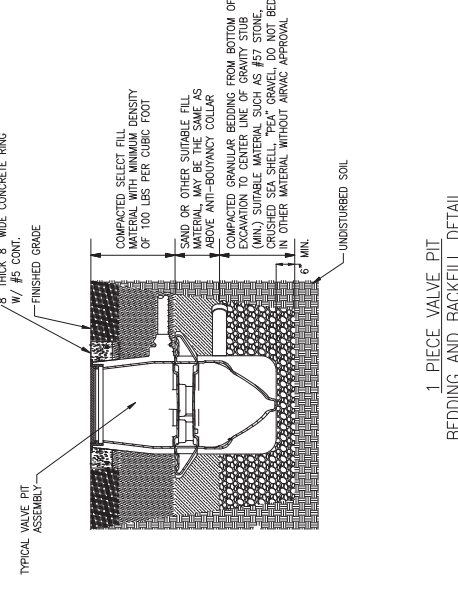 8" THICK 8" WIDE CONCRETE RING
W/ #5 CONT.
FINISHED GRADE
TYPICAL VALVE PIT
ASSEMBLY
COMPACTED SELECT FILL
MATERIAL WITH MINIMUM DENSITY
OF 100 LBS PER CUBIC FOOT
SAND OR OTHER SUITABLE FILL
MATERIAL, MAY BE THE SAME AS
ABOVE ANTI-BOUYANCY COLLAR
COMPACTED GRANULAR BEDDING FROM BOTTOM OF
EXCAVATION TO CENTER LINE OF GRAVITY STUB
(MIN.) SUITABLE MATERIAL SUCH AS #57 STONE,
CRUSHED SEA SHELL, "PEA" GRAVEL, DO NOT BED
IN OTHER MATERIAL WITHOUT AIRVAC APPROVAL
6" MIN.
UNDISTURBED SOIL
1 PIECE VALVE PIT
BEDDING AND BACKFILL DETAIL